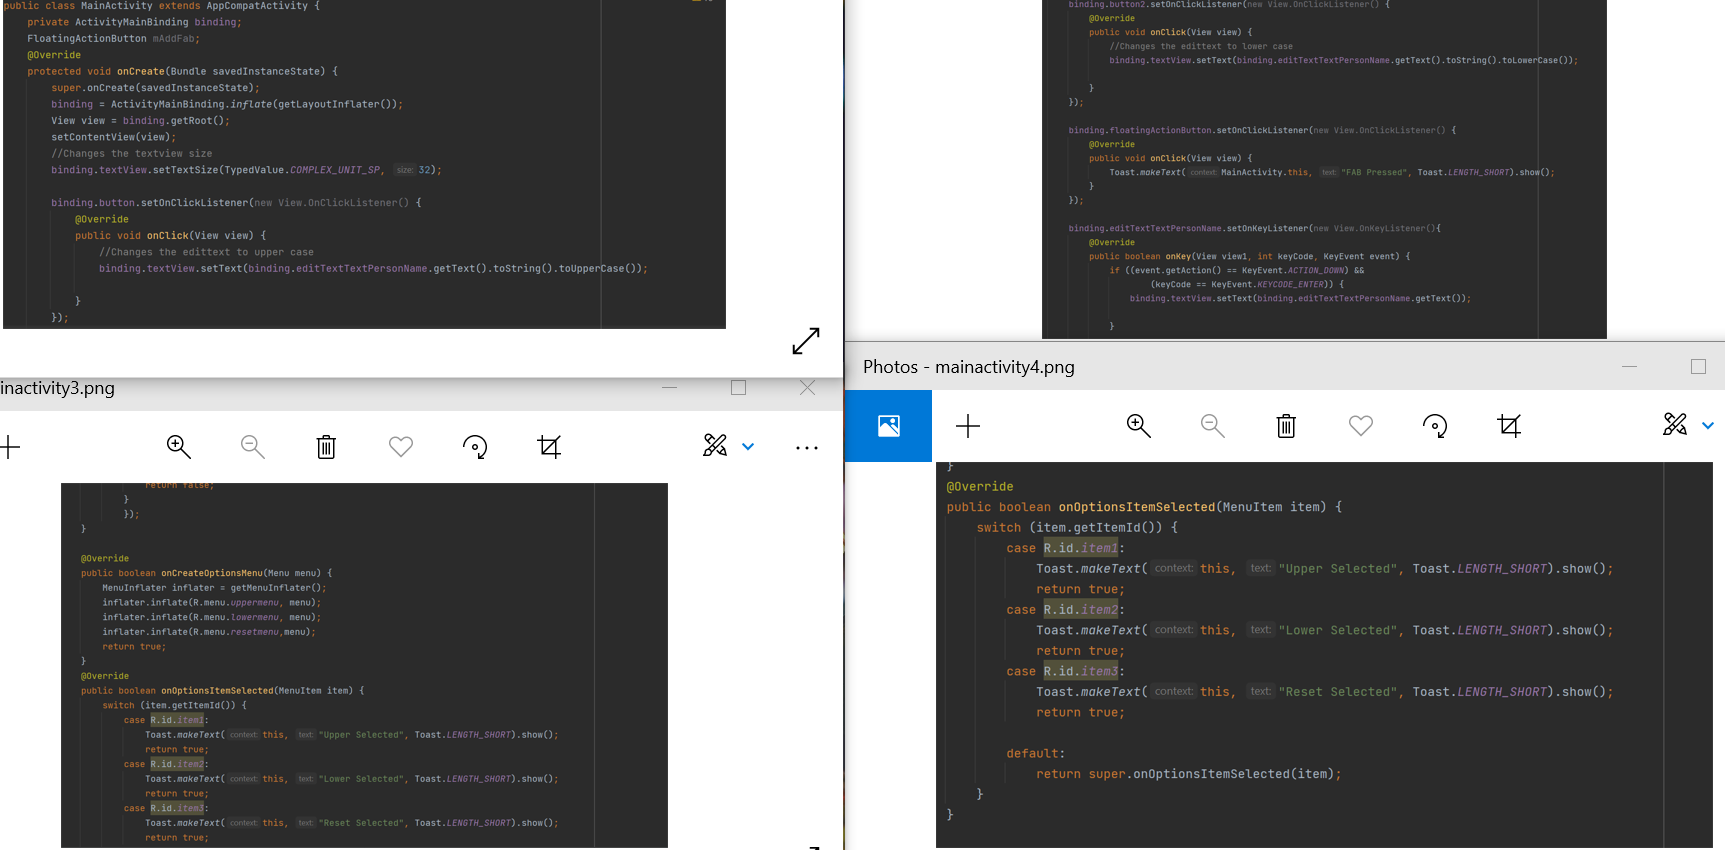 public class MainActivity extends AppCompatActivity {
private ActivityMainBinding binding;
FloatingActionButton mAddFab;
@Override
protected void onCreate(Bundle savedInstanceState) {
super.onCreate(savedInstanceState);
binding = ActivityMainBinding.inflate(getLayoutInflater());
View view = binding.getRoot();
setContentView(view);
//Changes the textview size
binding.textView.setTextSize(TypedValue.COMPLEX_UNIT_SP, size: 32);
binding.button.setOnClickListener(new View.OnClickListener() {
@Override
public void onClick(View view) {
//Changes the edittext to upper case
binding.textView.setText(binding.editTextTextPersonName.getText().toString().toUpperCase());
}
});
binding.button2.setOnClickListener(new View.OnClickListener() {
@Override
public void onClick(View view) {
//Changes the edittext to lower case
binding.textView.setText(binding.editTextTextPersonName.getText().toString().toLowerCase());
}
});
binding.floatingActionButton.setOnClickListener(new View.OnClickListener() {
@Override
public void onClick(View view) {
Toast.makeText( context: MainActivity.this, text: "FAB Pressed", Toast.LENGTH_SHORT).show();
}
});
binding.editTextTextPersonName.setOnKeyListener(new View.OnKeyListener(){
@Override
public boolean onKey(View view1, int keyCode, KeyEvent event) {
if ((event.getAction() == KeyEvent.ACTION_DOWN) &&
(keyCode == KeyEvent.KEYCODE_ENTER)) {
binding.textView.setText(binding.editTextTextPersonName.getText());
}
inactivity3.png
return false;
}
});
}
@Override
public boolean onCreateOptionsMenu(Menu menu) {
MenuInflater inflater = getMenuInflater();
inflater.inflate(R.menu.uppermenu, menu);
inflater.inflate(R.menu.lowermenu, menu);
inflater.inflate(R.menu.resetmenu,menu);
return true;
}
@Override
public boolean onOptionsItemSelected(MenuItem item) {
switch (item.getItemId()) {
case R.id.item1:
Toast.makeText( context: this, text: "Upper Selected", Toast.LENGTH_SHORT).show();
return true;
case R.id.item2:
Toast.makeText( context: this, text: "Lower Selected", Toast.LENGTH_SHORT).show();
return true;
case R.id.item3:
Toast.makeText( context: this, text: "Reset Selected", Toast.LENGTH_SHORT).show();
return true;
Photos - mainactivity4.png
}
@Override
public boolean onOptionsItemSelected(MenuItem item) {
switch (item.getItemId()) {
case R.id.item1:
Toast.makeText( context: this, text: "Upper Selected", Toast.LENGTH_SHORT).show();
return true;
case R.id.item2:
Toast.makeText( context: this, text: "Lower Selected", Toast.LENGTH_SHORT).show();
return true;
case R.id.item3:
Toast.makeText( context: this, text: "Reset Selected", Toast.LENGTH_SHORT).show();
return true;
default:
return super.onOptionsItemSelected(item);
}
}